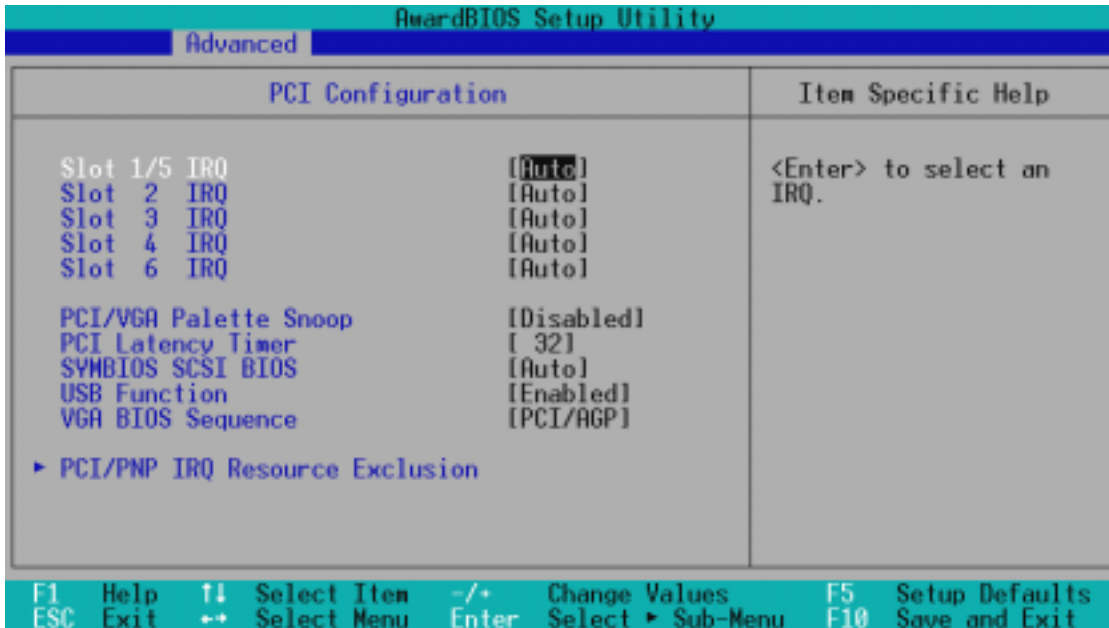 AwardBIOS Setup Utility
Advanced
PCI Configuration
Item Specific Help
Slot 1/5 IRQ [Auto]
Slot 2 IRQ [Auto]
Slot 3 IRQ [Auto]
Slot 4 IRQ [Auto]
Slot 6 IRQ [Auto]
PCI/VGA Palette Snoop [Disabled]
PCI Latency Timer [ 32]
SYMBIOS SCSI BIOS [Auto]
USB Function [Enabled]
VGA BIOS Sequence [PCI/AGP]
▶ PCI/PNP IRQ Resource Exclusion
<Enter> to select an
IRQ.
F1 Help ↑↓ Select Item -/+ Change Values F5 Setup Defaults
ESC Exit ←→ Select Menu Enter Select ▶ Sub-Menu F10 Save and Exit